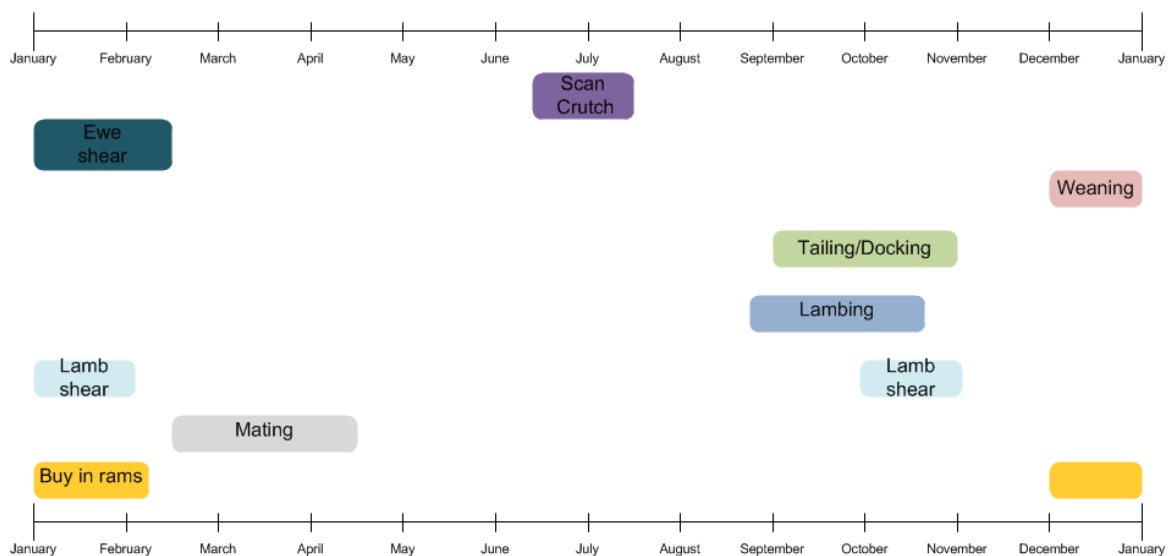 January February March April May June July August September October November December January
Scan
Crutch
Ewe
shear
Weaning
Tailing/Docking
Lambing
Lamb
shear
Lamb
shear
Mating
Buy in rams
January February March April May June July August September October November December January